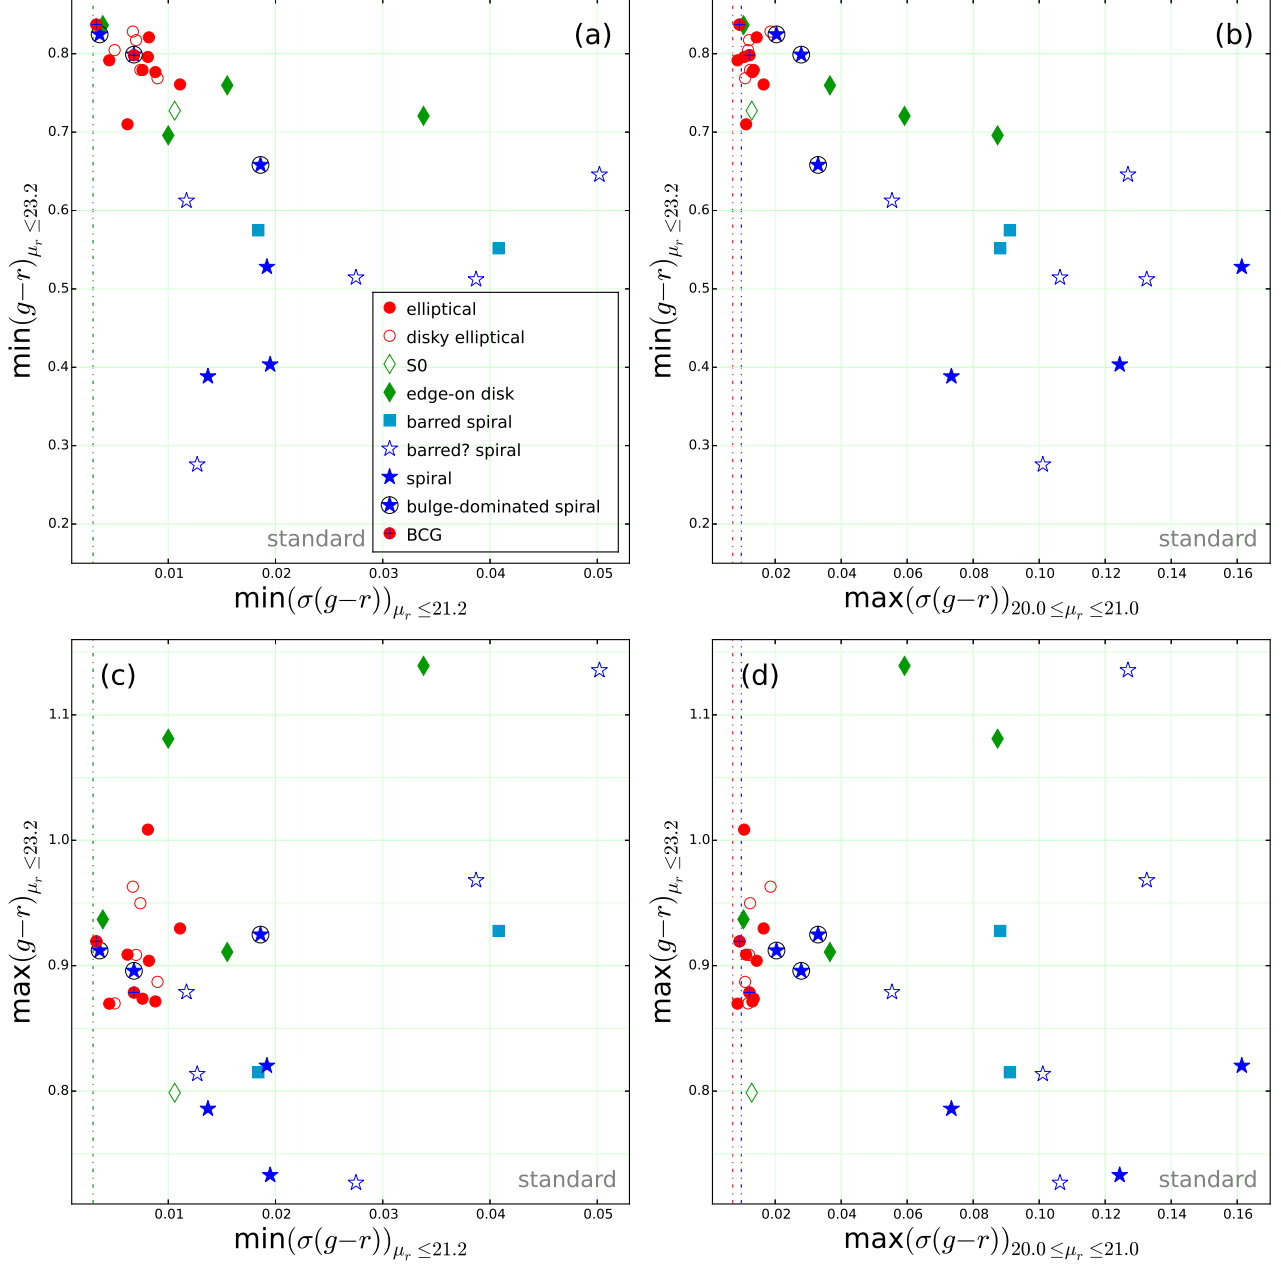 (a)
0.8
0.7
0.6
0.5
0.4
0.3
0.2
min(g−r)μr ≤23.2
elliptical
disky elliptical
S0
edge-on disk
barred spiral
barred? spiral
spiral
bulge-dominated spiral
BCG
standard
0.01 0.02 0.03 0.04 0.05
min(σ(g−r))μr ≤21.2
(b)
0.8
0.7
0.6
0.5
0.4
0.3
0.2
min(g−r)μr ≤23.2
standard
0.02 0.04 0.06 0.08 0.10 0.12 0.14 0.16
max(σ(g−r))20.0≤μr≤21.0
(c)
1.1
1.0
0.9
0.8
max(g−r)μr ≤23.2
standard
0.01 0.02 0.03 0.04 0.05
min(σ(g−r))μr ≤21.2
(d)
1.1
1.0
0.9
0.8
max(g−r)μr ≤23.2
standard
0.02 0.04 0.06 0.08 0.10 0.12 0.14 0.16
max(σ(g−r))20.0≤μr≤21.0